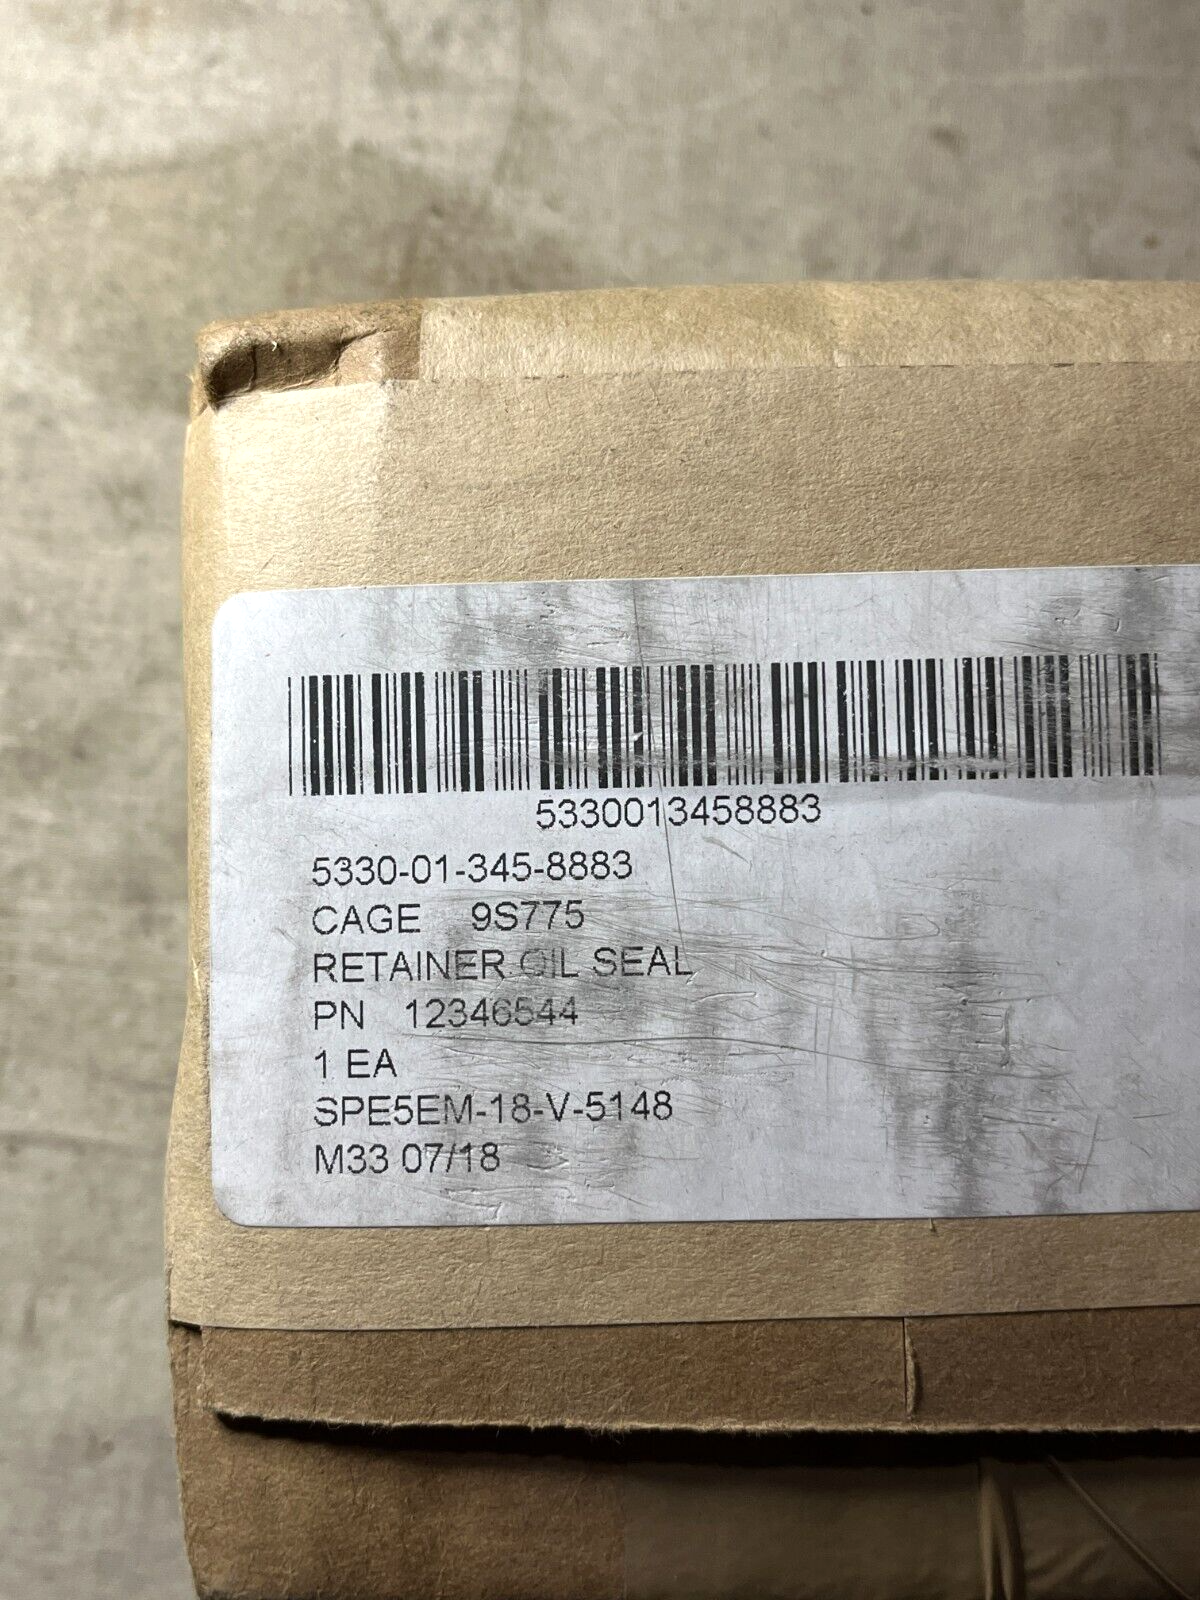 5330013458883
5330-01-345-8883
CAGE 9S775
RETAINER OIL SEAL
PN 12346544
1 EA
SPE5EM-18-V-5148
M33 07/18